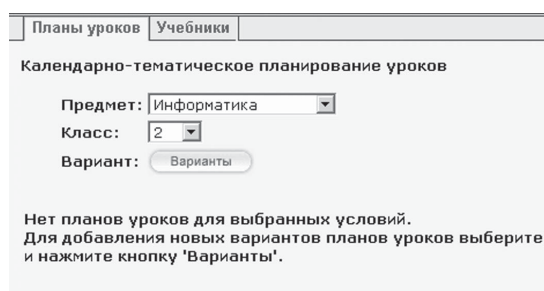 Планы уроков Учебники
Календарно-тематическое планирование уроков
Предмет: Информатика
Класс: 2
Вариант: Варианты
Нет планов уроков для выбранных условий.
Для добавления новых вариантов планов уроков выберите
и нажмите кнопку 'Варианты'.